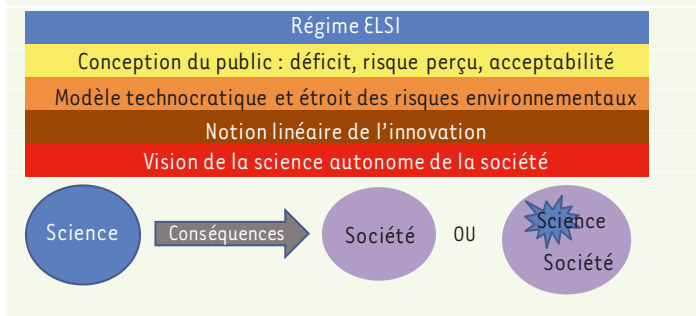 Régime ELSI
Conception du public : déficit, risque perçu, acceptabilité
Modèle technocratique et étroit des risques environnementaux
Notion linéaire de l'innovation
Vision de la science autonome de la société
Science
Conséquences
Société
OU
Science
Société